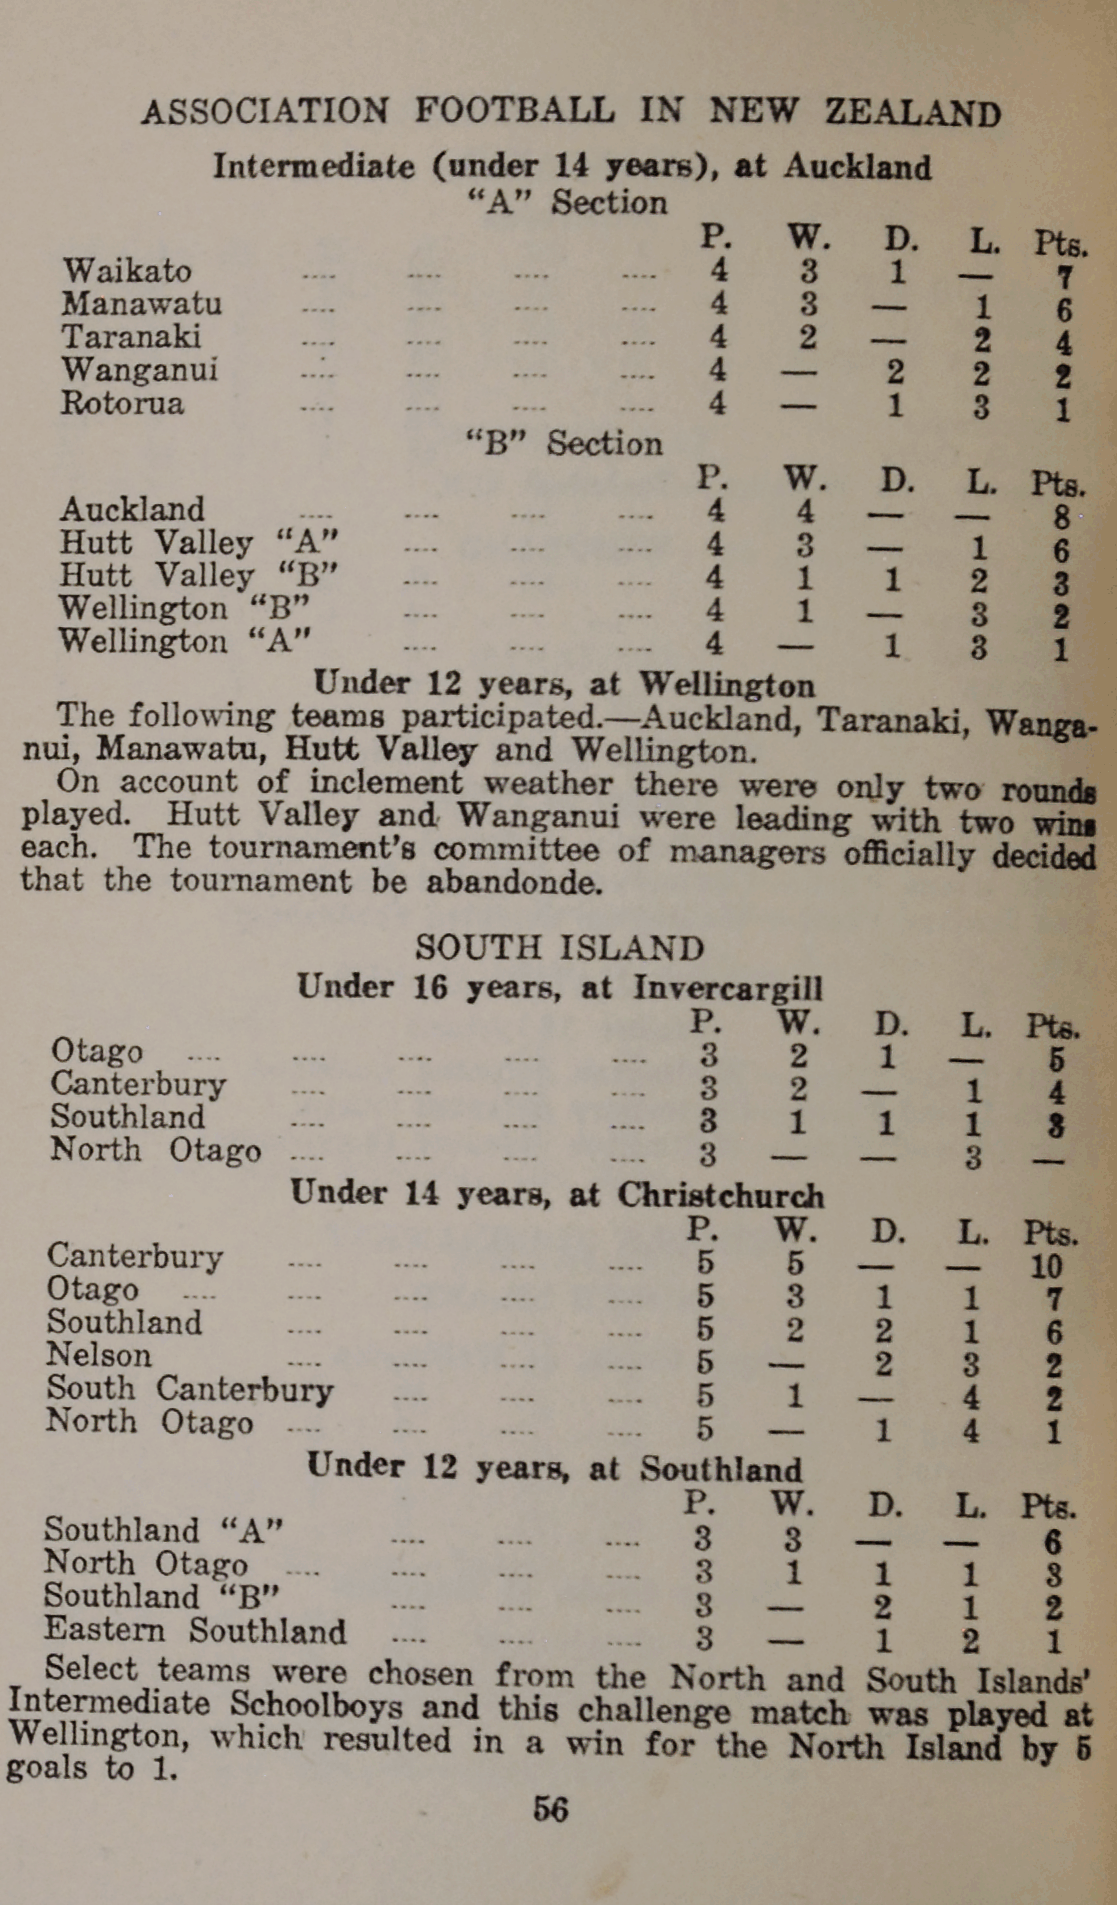 ASSOCIATION FOOTBALL IN NEW ZEALAND
Intermediate (under 14 years), at Auckland
"A" Section
P. W. D. L. Pts.
Waikato .... .... .... .... 4 3 1 — 7
Manawatu .... .... .... .... 4 3 — 1 6
Taranaki .... .... .... .... 4 2 — 2 4
Wanganui .... .... .... .... 4 — 2 2 2
Rotorua .... .... .... .... 4 — 1 3 1
"B" Section
P. W. D. L. Pts.
Auckland .... .... .... .... 4 4 — — 8
Hutt Valley "A" .... .... .... 4 3 — 1 6
Hutt Valley "B" .... .... .... 4 1 1 2 3
Wellington "B" .... .... .... 4 1 — 3 2
Wellington "A" .... .... .... 4 — 1 3 1
Under 12 years, at Wellington
The following teams participated.—Auckland, Taranaki, Wanga-
nui, Manawatu, Hutt Valley and Wellington.
On account of inclement weather there were only two rounds
played. Hutt Valley and Wanganui were leading with two wins
each. The tournament's committee of managers officially decided
that the tournament be abandonde.
SOUTH ISLAND
Under 16 years, at Invercargill
P. W. D. L. Pts.
Otago .... .... .... .... .... 3 2 1 — 5
Canterbury .... .... .... .... 3 2 — 1 4
Southland .... .... .... .... 3 1 1 1 3
North Otago .... .... .... .... 3 — — 3 —
Under 14 years, at Christchurch
P. W. D. L. Pts.
Canterbury .... .... .... .... 5 5 — — 10
Otago .... .... .... .... .... 5 3 1 1 7
Southland .... .... .... .... 5 2 2 1 6
Nelson .... .... .... .... 5 — 2 3 2
South Canterbury .... .... .... 5 1 — 4 2
North Otago .... .... .... .... 5 — 1 4 1
Under 12 years, at Southland
P. W. D. L. Pts.
Southland "A" .... .... .... 3 3 — — 6
North Otago .... .... .... .... 3 1 1 1 3
Southland "B" .... .... .... 3 — 2 1 2
Eastern Southland .... .... .... 3 — 1 2 1
Select teams were chosen from the North and South Islands'
Intermediate Schoolboys and this challenge match was played at
Wellington, which resulted in a win for the North Island by 5
goals to 1.
56